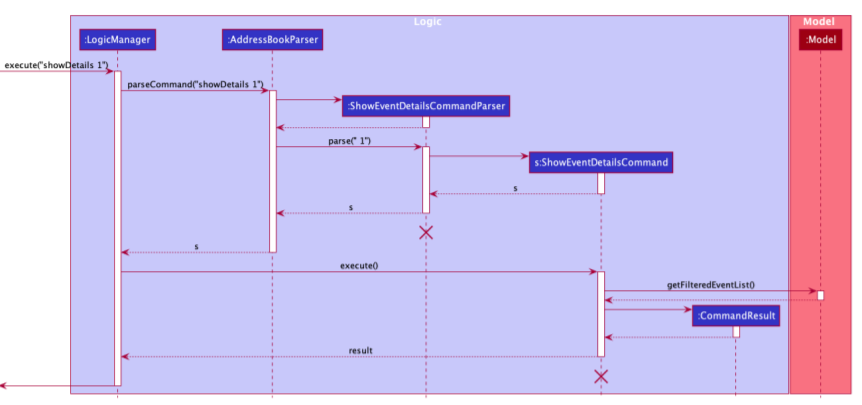 Logic
Model
:LogicManager
:AddressBookParser
:Model
execute("showDetails 1")
parseCommand("showDetails 1")
:ShowEventDetailsCommandParser
parse(" 1")
s:ShowEventDetailsCommand
s
s
s
execute()
getFilteredEventList()
:CommandResult
result